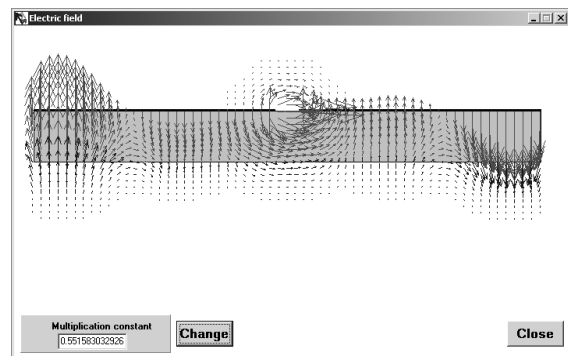 Electric field
Multiplication constant
0.551583032926
Change
Close